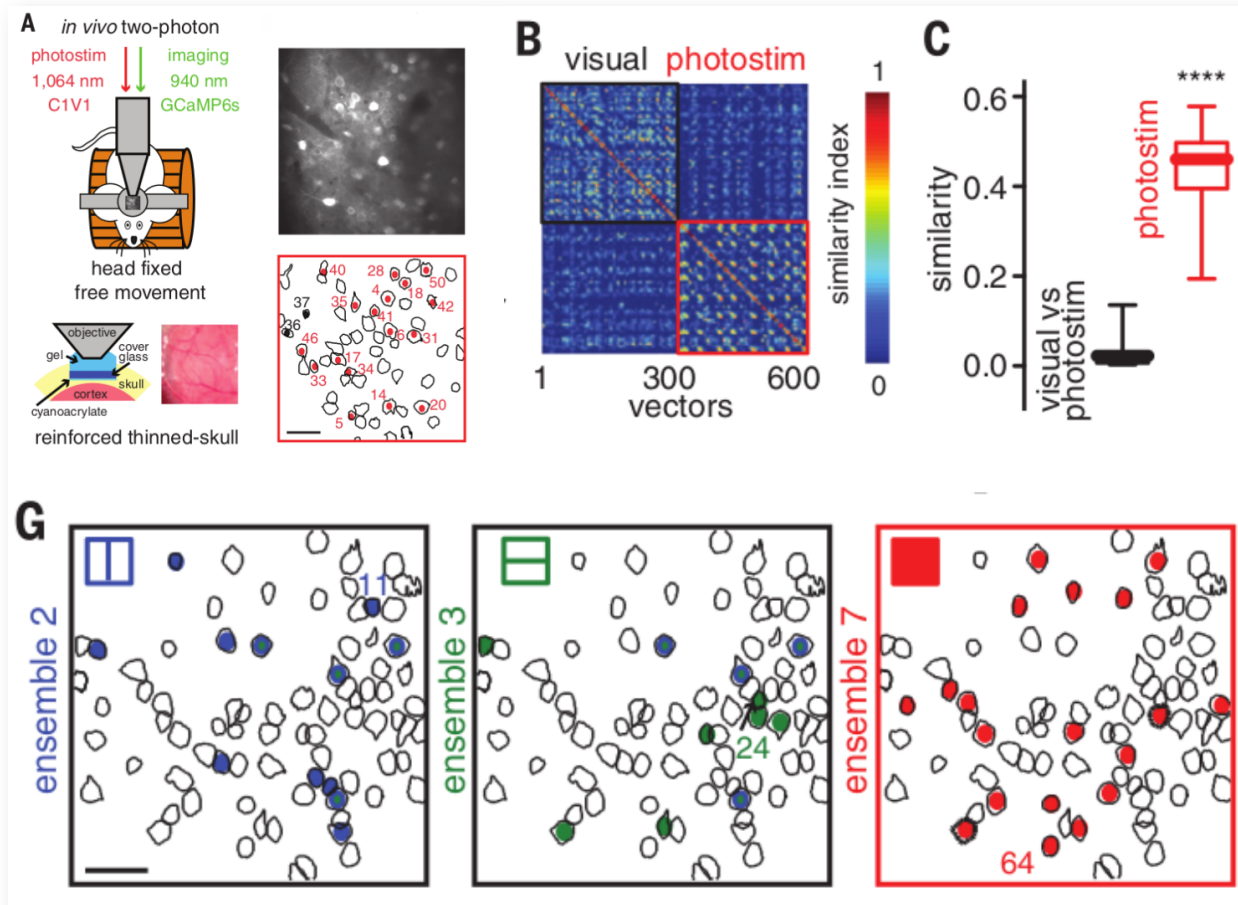 A
in vivo two-photon
photostim
imaging
1,064 nm
940 nm
C1V1
GCaMP6s
head fixed
free movement
objective
gel
cover
glass
skull
cortex
cyanoacrylate
reinforced thinned-skull
40
28
50
4
18
37
35
42
41
36
6
31
46
17
33
34
14
20
5
B
visual
photostim
1
300
600
vectors
1
0
similarity index
C
****
0.6
0.4
0.2
0.0
similarity
photostim
visual vs
photostim
G
ensemble 2
11
ensemble 3
24
ensemble 7
64